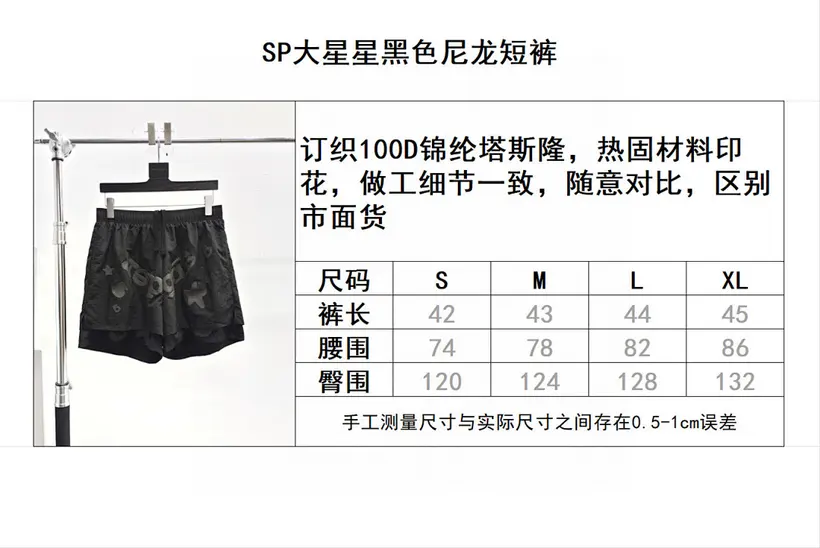 SP大星星黑色尼龙短裤
订织100D锦纶塔斯隆，热固材料印
花，做工细节一致，随意对比，区别
市面货
尺码 S M L XL
裤长 42 43 44 45
腰围 74 78 82 86
臀围 120 124 128 132
手工测量尺寸与实际尺寸之间存在0.5-1cm误差